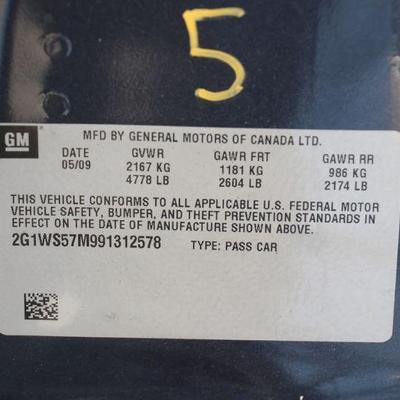 5
GM
MFD BY GENERAL MOTORS OF CANADA LTD.
DATE GVWR GAWR FRT GAWR RR
05/09 2167 KG 1181 KG 986 KG
4778 LB 2604 LB 2174 LB
THIS VEHICLE CONFORMS TO ALL APPLICABLE U.S. FEDERAL MOTOR
VEHICLE SAFETY, BUMPER, AND THEFT PREVENTION STANDARDS IN
EFFECT ON THE DATE OF MANUFACTURE SHOWN ABOVE.
2G1WS57M991312578 TYPE: PASS CAR